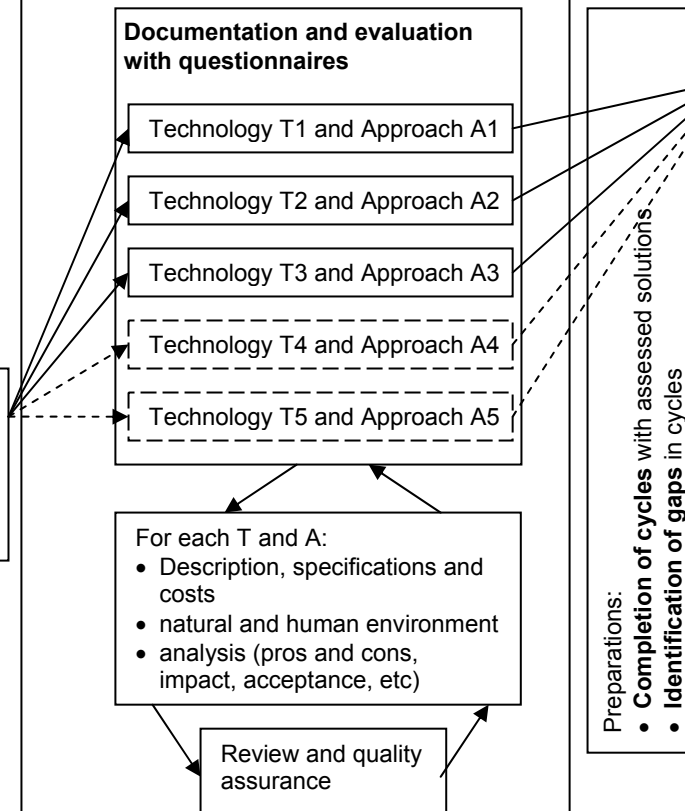 Documentation and evaluation
with questionnaires
Technology T1 and Approach A1
Technology T2 and Approach A2
Technology T3 and Approach A3
Technology T4 and Approach A4
Technology T5 and Approach A5
For each T and A:
• Description, specifications and
costs
• natural and human environment
• analysis (pros and cons,
impact, acceptance, etc)
Review and quality
assurance
Preparations:
• Completion of cycles with assessed solutions
• Identification of gaps in cycles